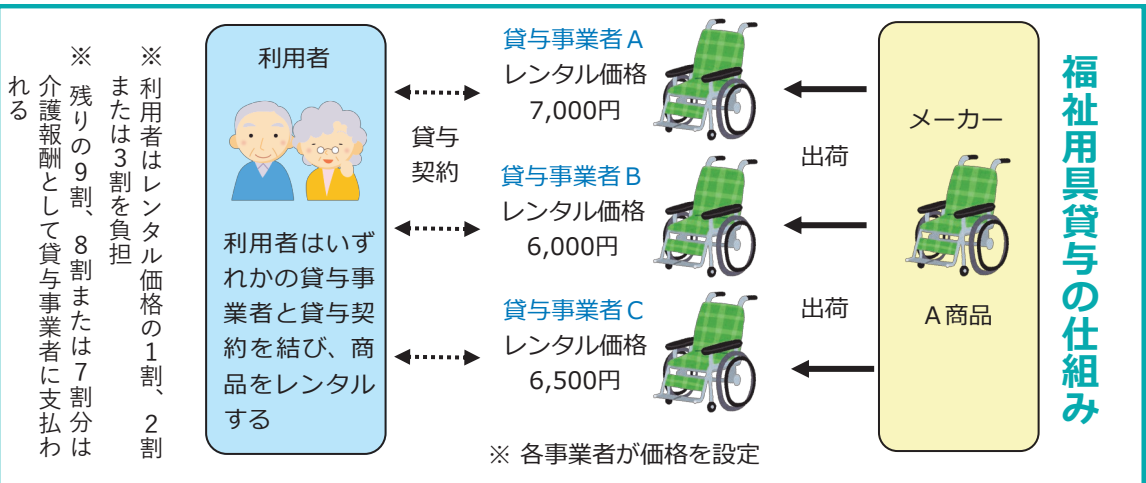 福祉用具貸与の仕組み
メーカー
A商品
出荷
出荷
貸与事業者A
レンタル価格
7,000円
貸与事業者B
レンタル価格
6,000円
貸与事業者C
レンタル価格
6,500円
※ 各事業者が価格を設定
貸与
契約
利用者
利用者はいず
れかの貸与事
業者と貸与契
約を結び、商
品をレンタル
する
※ 利用者はレンタル価格の1割、2割
または3割を負担
※ 残りの9割、8割または7割分は
介護報酬として貸与事業者に支払わ
れる